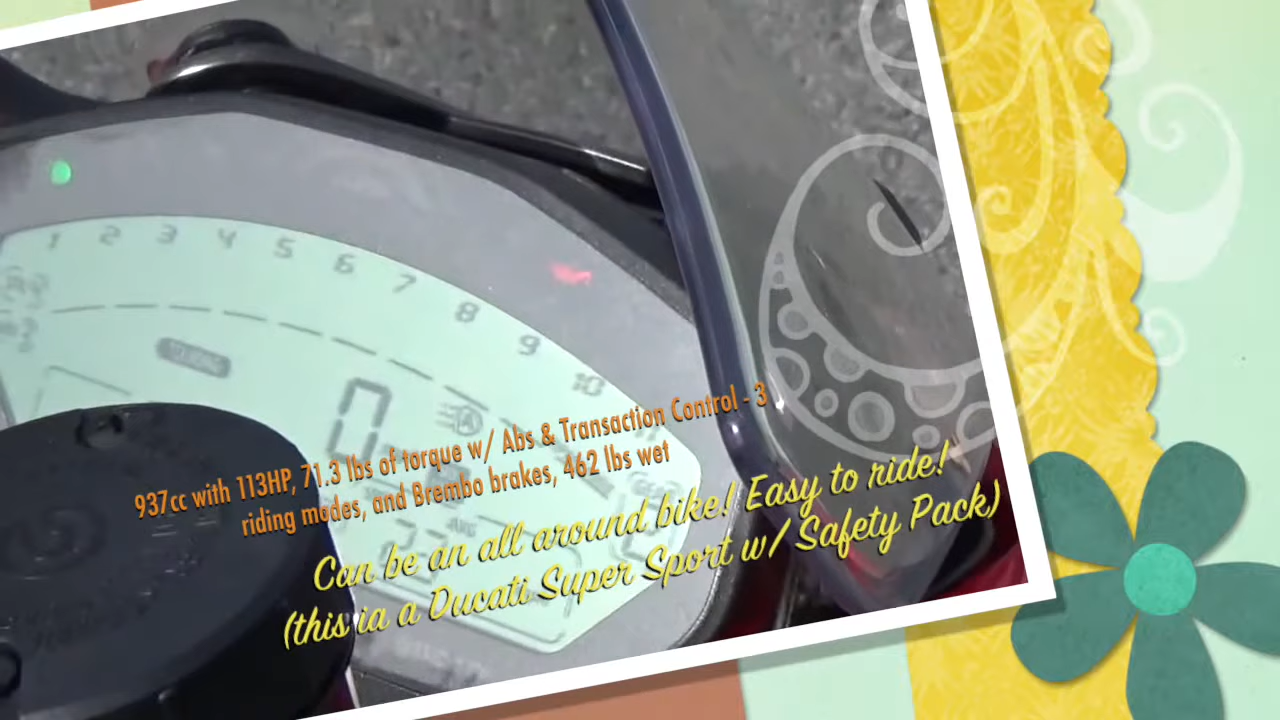 1 2 3 4 5 6 7 8 9 10
TOURING
0
937cc with 113HP, 71.3 lbs of torque w/ Abs & Transaction Control - 3
riding modes, and Brembo brakes, 462 lbs wet
Can be an all around bike! Easy to ride!
(this ia a Ducati Super Sport w/ Safety Pack)